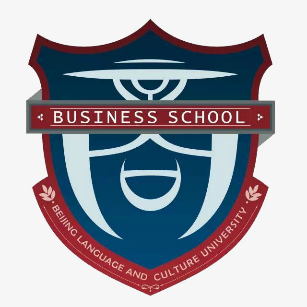 BUSINESS SCHOOL
BEIJING LANGUAGE AND CULTURE UNIVERSITY